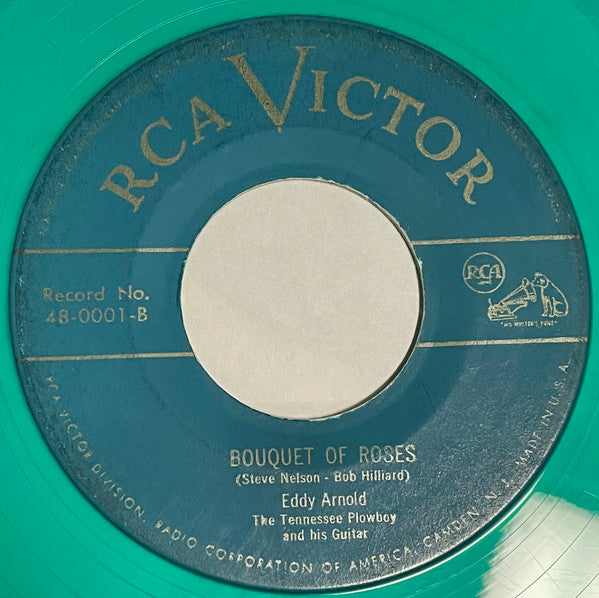 RCA VICTOR
Record No.
48-0001-B
RCA
"HIS MASTER'S VOICE"
BOUQUET OF ROSES
(Steve Nelson - Bob Hilliard)
Eddy Arnold
The Tennessee Plowboy
and his Guitar
RCA VICTOR DIVISION, RADIO CORPORATION OF AMERICA-CAMDEN, N. J. MADE IN U.S.A.